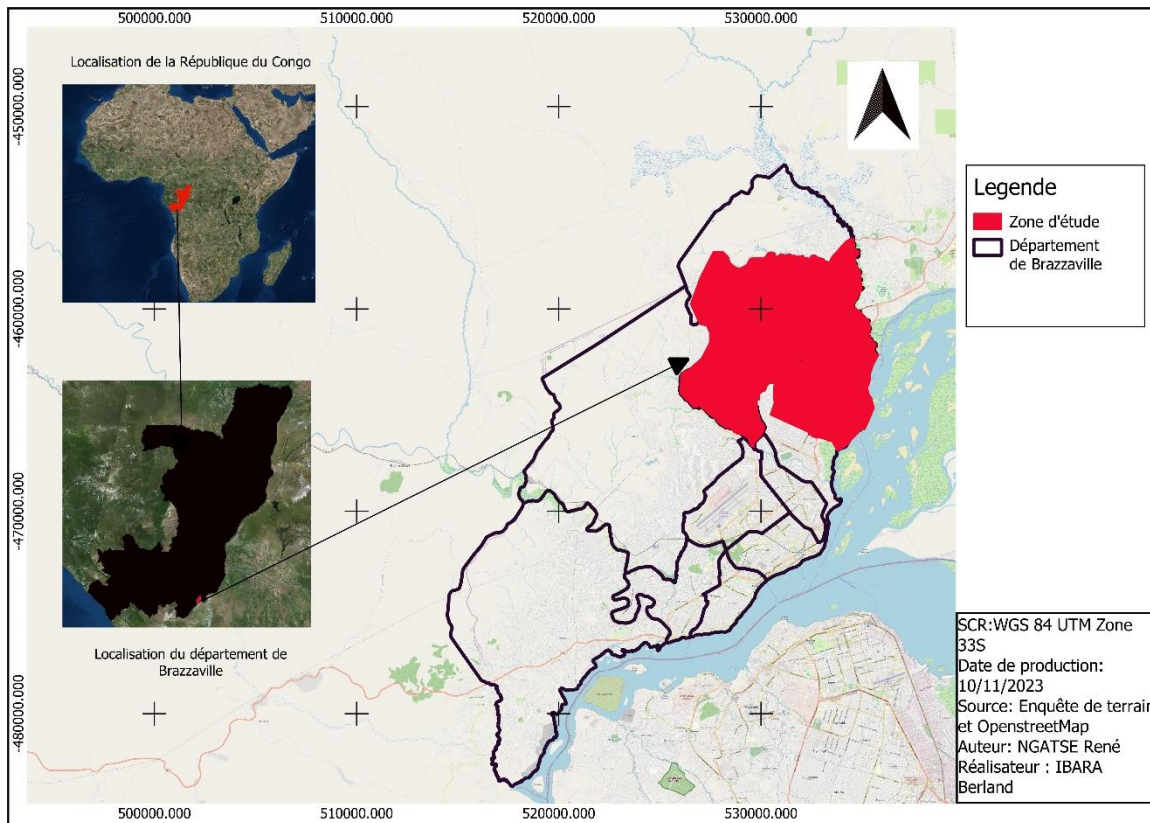 500000.000
510000.000
520000.000
530000.000
Localisation de la République du Congo
-450000.000
-460000.000
-470000.000
-480000.000
Localisation du département de
Brazzaville
Legende
Zone d'étude
Département
de Brazzaville
SCR:WGS 84 UTM Zone
33S
Date de production:
10/11/2023
Source: Enquête de terrain
et OpenstreetMap
Auteur: NGATSE René
Réalisateur : IBARA
Berland
500000.000
510000.000
520000.000
530000.000